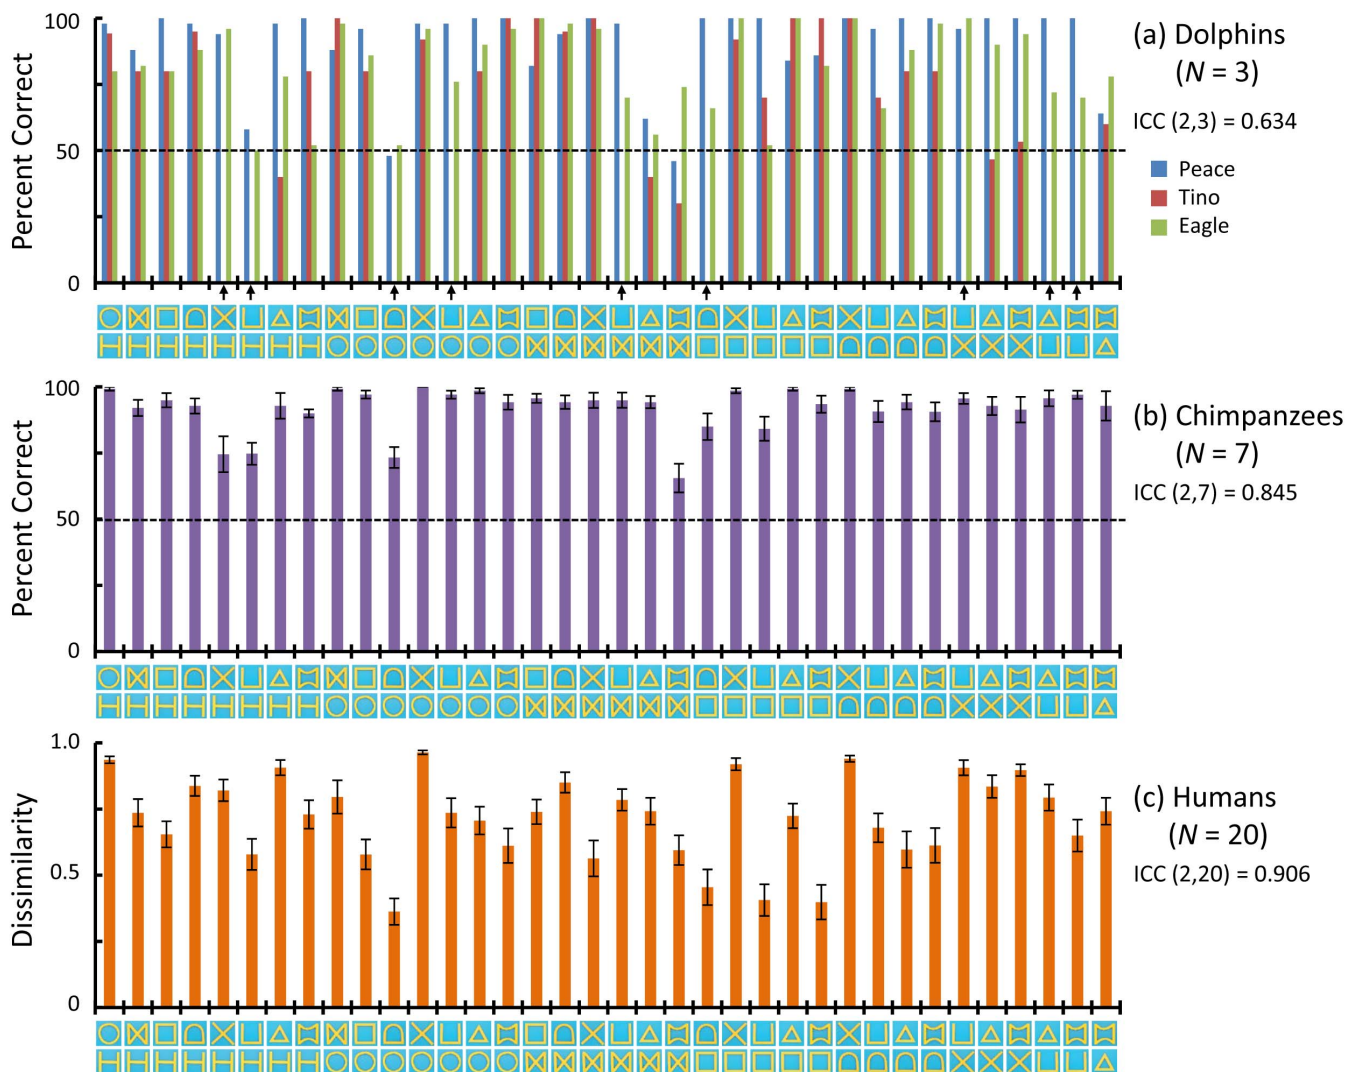 100
50
0
Percent Correct
(a) Dolphins
(N = 3)
ICC (2,3) = 0.634
Peace
Tino
Eagle
100
50
0
Percent Correct
(b) Chimpanzees
(N = 7)
ICC (2,7) = 0.845
1.0
0.5
0
Dissimilarity
(c) Humans
(N = 20)
ICC (2,20) = 0.906